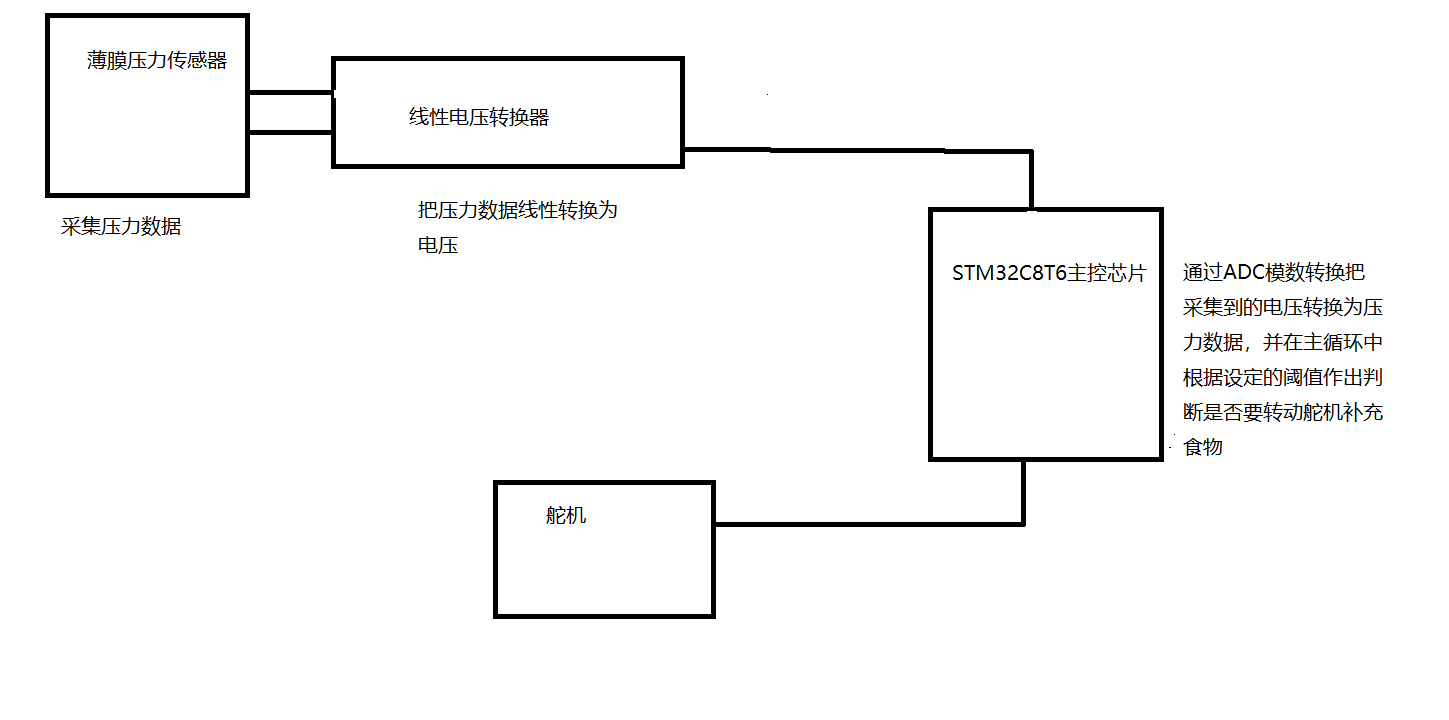 薄膜压力传感器
采集压力数据
线性电压转换器
把压力数据线性转换为
电压
STM32C8T6主控芯片
通过ADC模数转换把
采集到的电压转换为压
力数据，并在主循环中
根据设定的阈值作出判
断是否要转动舵机补充
食物
舵机